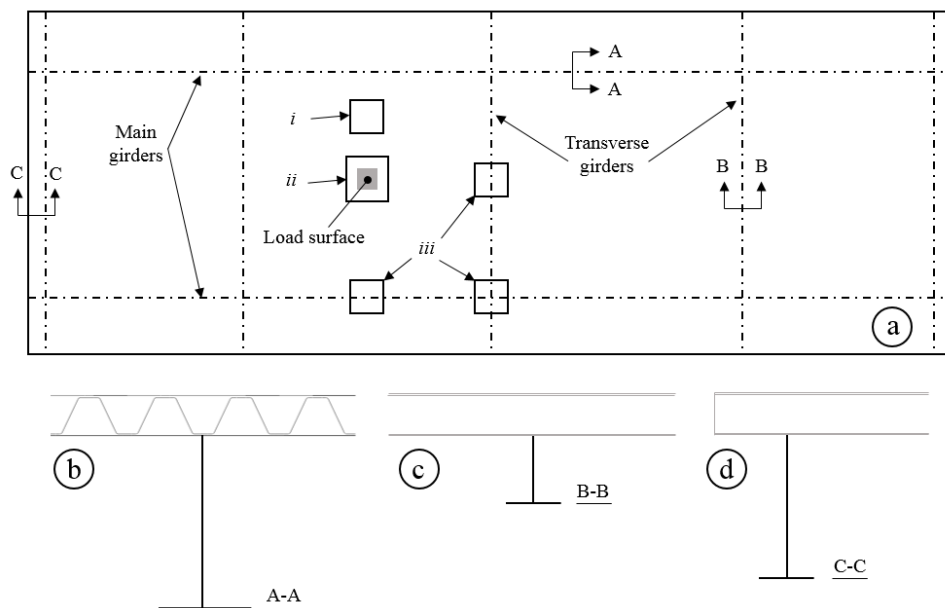 A
A
i
Main
girders
Transverse
girders
C
C
ii
B
B
Load surface
iii
a
b
A-A
c
B-B
d
C-C